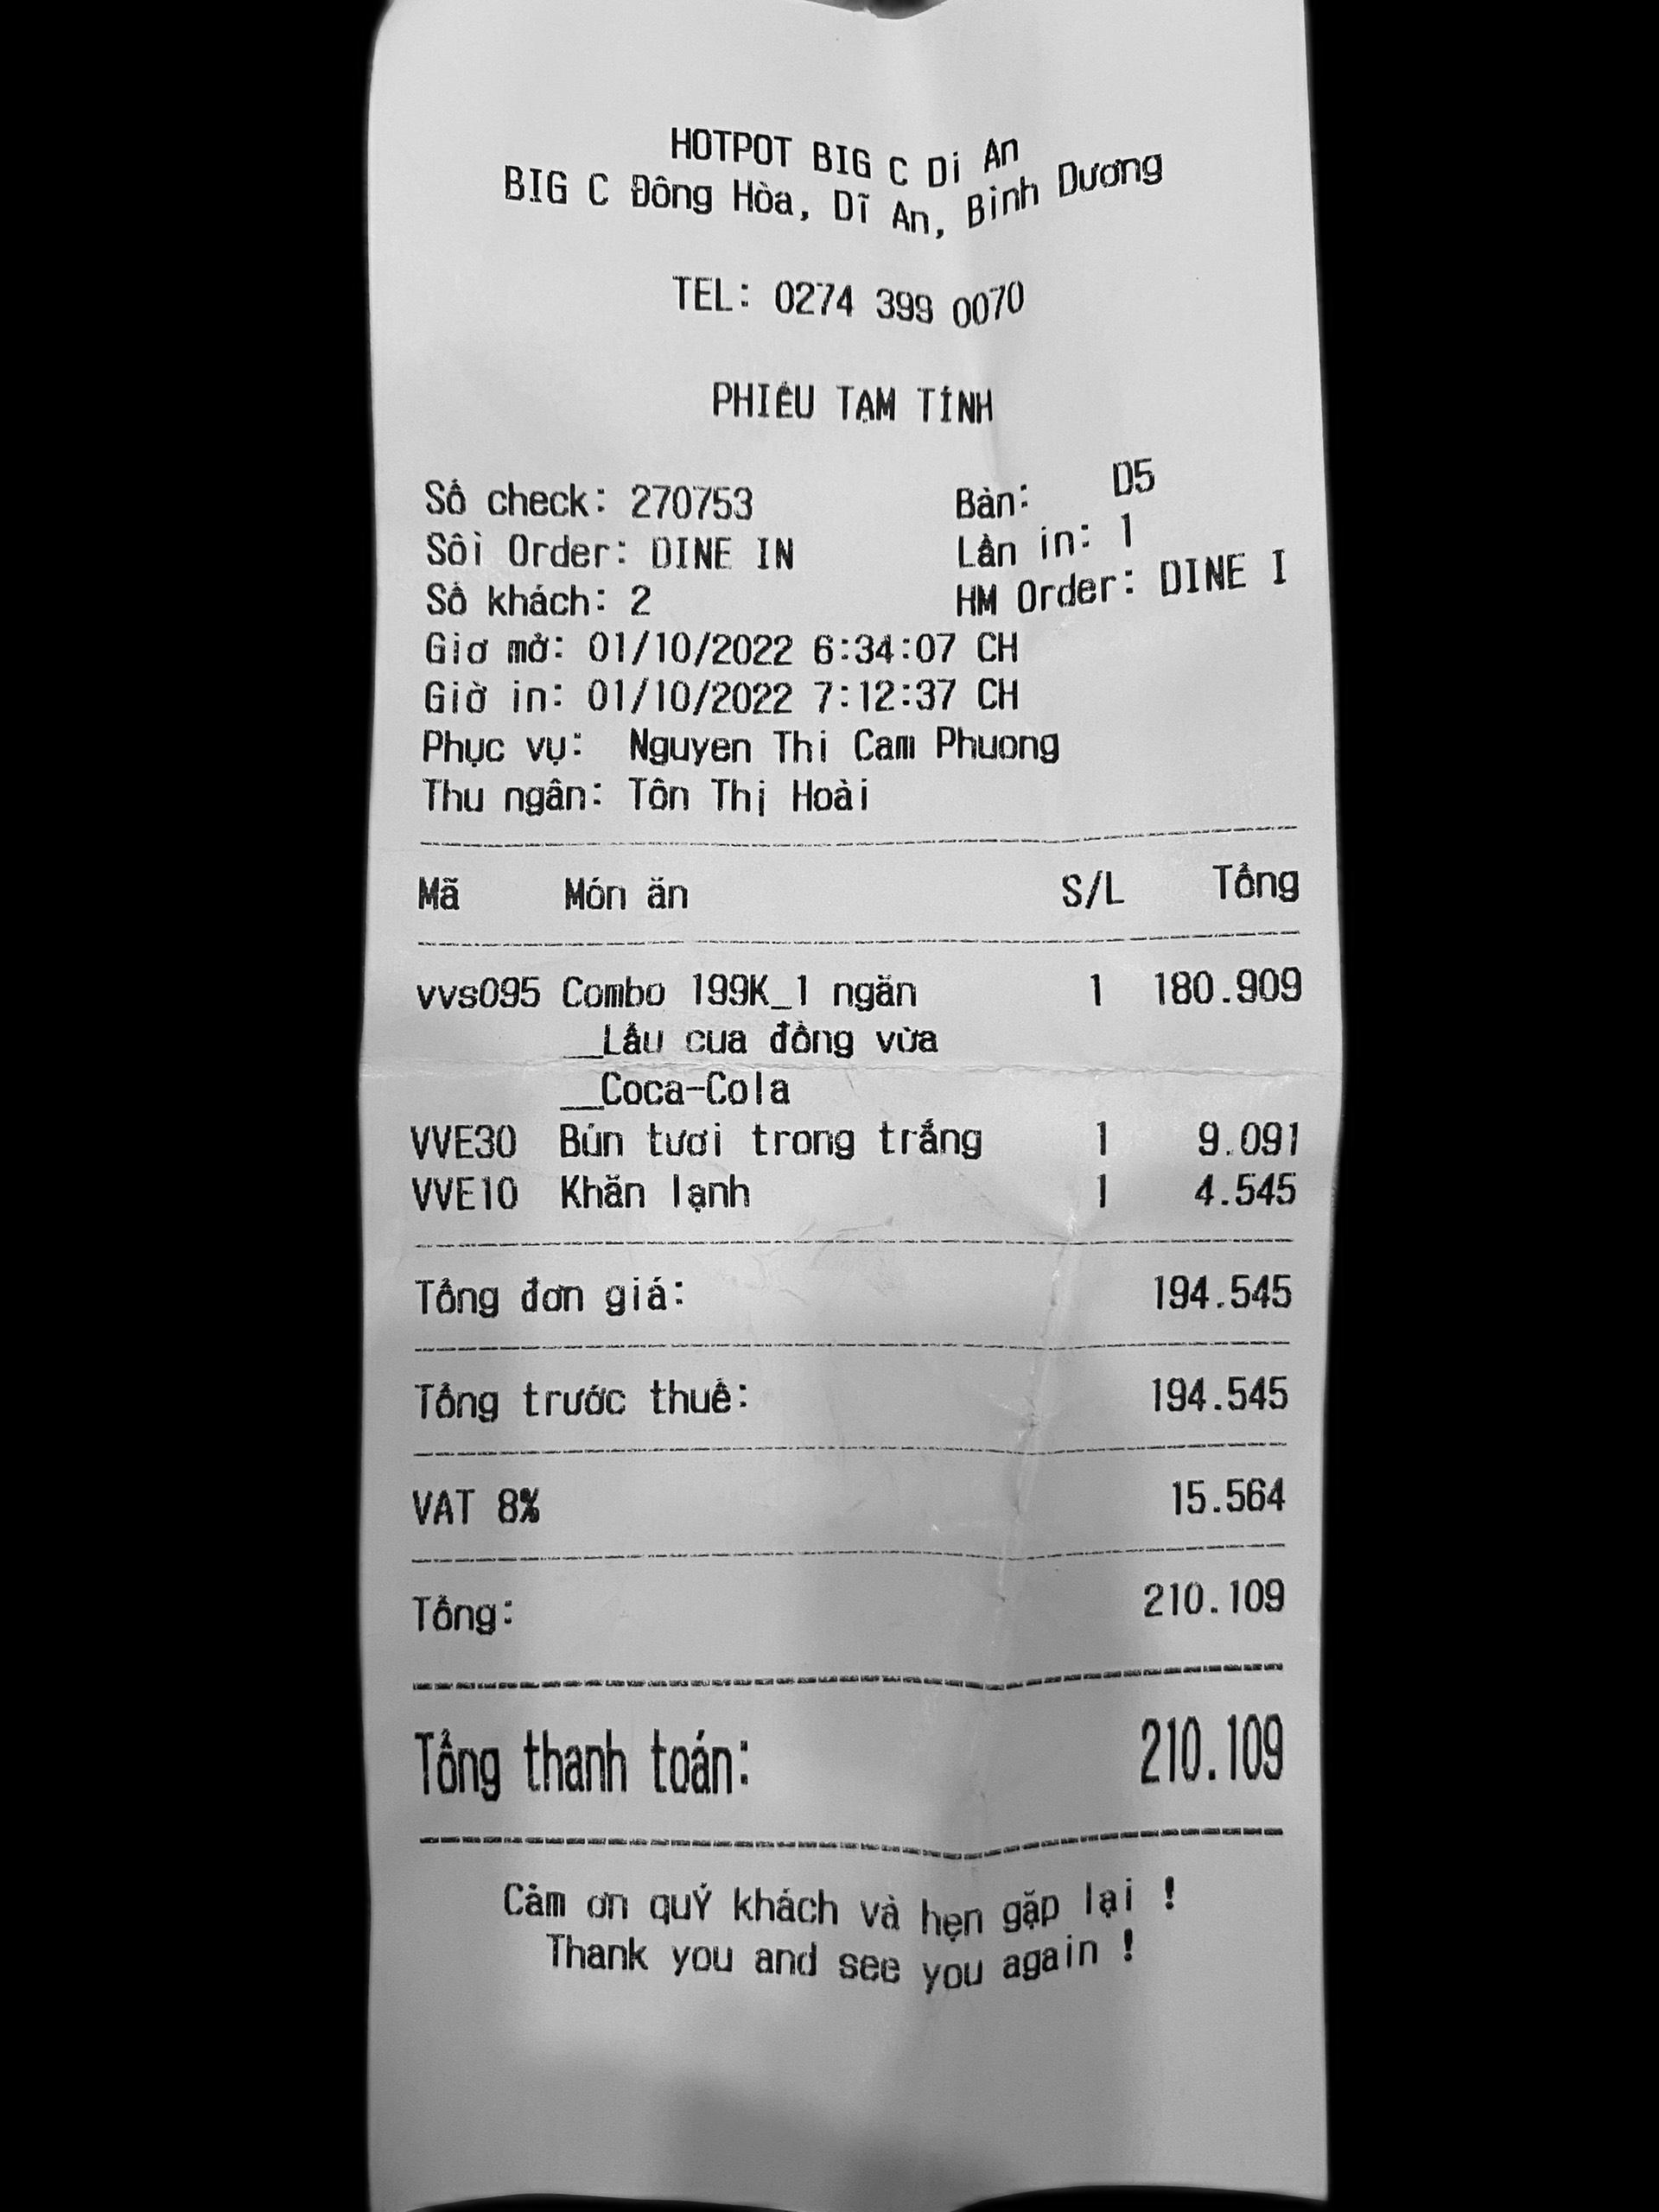 HOTPOT BIG C Dĩ An
BIG C Đông Hòa, Dĩ An, Bình Dương
TEL: 0274 399 0070
PHIẾU TẠM TÍNH
Số check: 270753 Bàn: D5
Sôì Order: DINE IN Lần in: 1
Số khách: 2 HM Order: DINE I
Giơ mở: 01/10/2022 6:34:07 CH
Giờ in: 01/10/2022 7:12:37 CH
Phục vụ: Nguyen Thi Cam Phuong
Thu ngân: Tôn Thị Hoài
Mã Món ăn S/L Tổng
vvs095 Combo 199K_1 ngăn 1 180.909
__Lẩu cua đồng vừa
__Coca-Cola
VVE30 Bún tươi trong trắng 1 9.091
VVE10 Khăn lạnh 1 4.545
Tổng đơn giá: 194.545
Tổng trước thuế: 194.545
VAT 8% 15.564
Tổng: 210.109
Tổng thanh toán: 210.109
Cảm ơn quÝ khách và hẹn gặp lại !
Thank you and see you again !